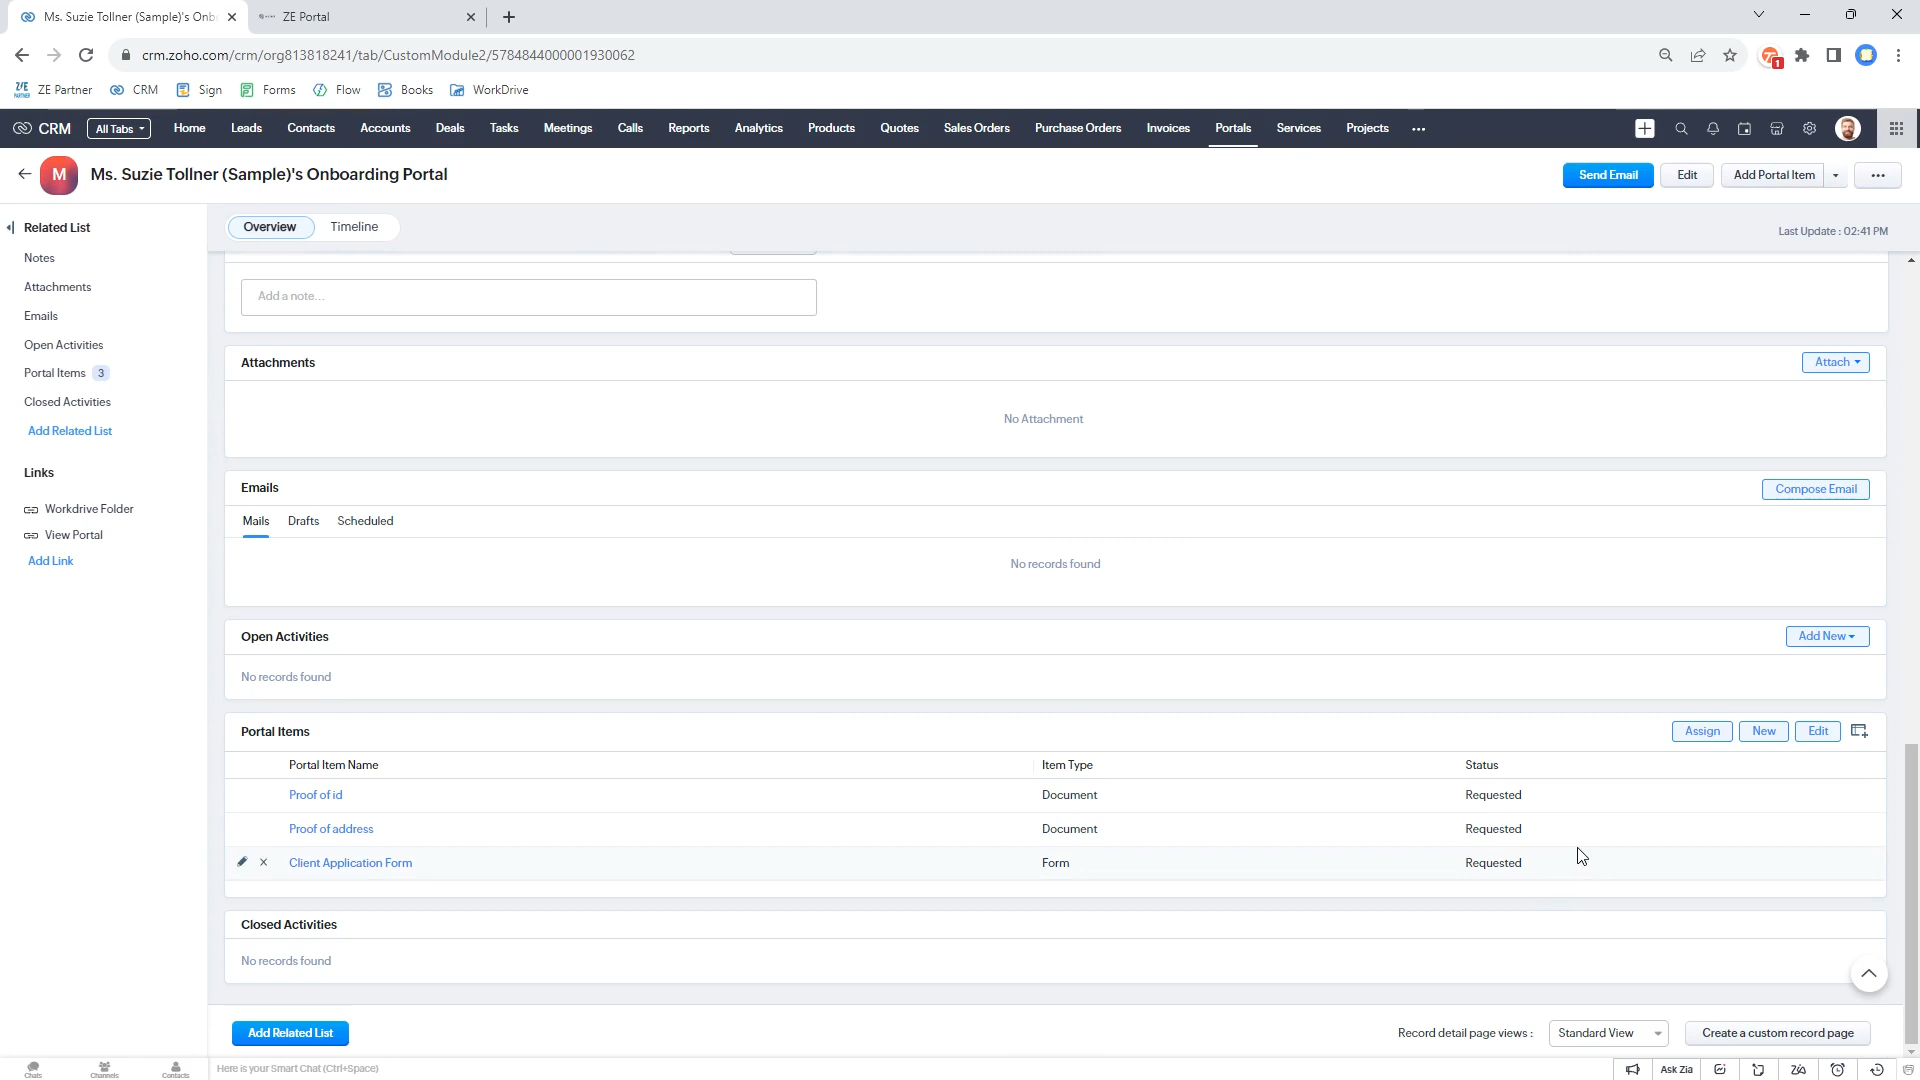 Ms. Suzie Tollner (Sample)'s Onb
ZE Portal
crm.zoho.com/crm/org813818241/tab/CustomModule2/5784844000001930062
1
ZE Partner
CRM
Sign
Forms
Flow
Books
WorkDrive
CRM
All Tabs
Home
Leads
Contacts
Accounts
Deals
Tasks
Meetings
Calls
Reports
Analytics
Products
Quotes
Sales Orders
Purchase Orders
Invoices
Portals
Services
Projects
M
Ms. Suzie Tollner (Sample)'s Onboarding Portal
Send Email
Edit
Add Portal Item
Related List
Notes
Attachments
Emails
Open Activities
Portal Items 3
Closed Activities
Add Related List
Links
Workdrive Folder
View Portal
Add Link
Overview
Timeline
Last Update : 02:41 PM
Add a note...
Attachments
Attach
No Attachment
Emails
Compose Email
Mails
Drafts
Scheduled
No records found
Open Activities
Add New
No records found
Portal Items
Assign
New
Edit
Portal Item Name
Item Type
Status
Proof of id
Document
Requested
Proof of address
Document
Requested
Client Application Form
Form
Requested
Closed Activities
No records found
Add Related List
Record detail page views :
Standard View
Create a custom record page
Chats
Channels
Contacts
Here is your Smart Chat (Ctrl+Space)
Ask Zia